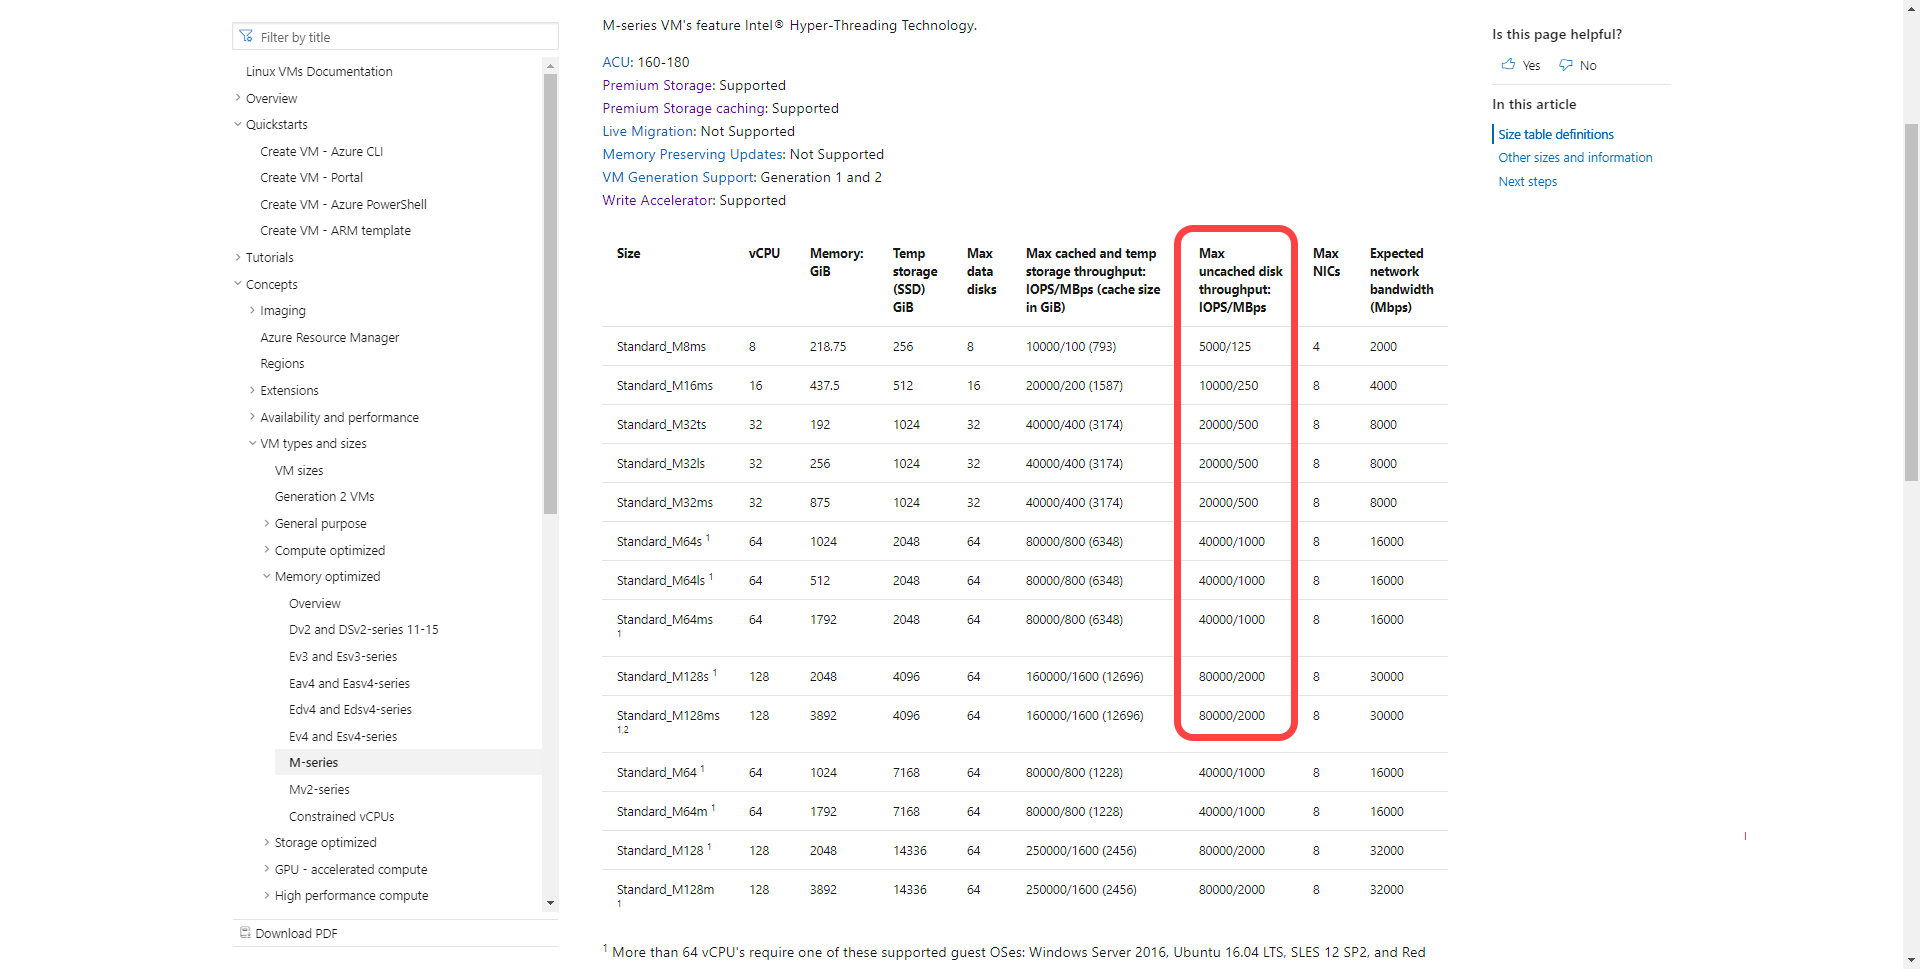 Filter by title
Linux VMs Documentation
Overview
Quickstarts
Create VM - Azure CLI
Create VM - Portal
Create VM - Azure PowerShell
Create VM - ARM template
Tutorials
Concepts
Imaging
Azure Resource Manager
Regions
Extensions
Availability and performance
VM types and sizes
VM sizes
Generation 2 VMs
General purpose
Compute optimized
Memory optimized
Overview
Dv2 and DSv2-series 11-15
Ev3 and Esv3-series
Eav4 and Easv4-series
Edv4 and Edsv4-series
Ev4 and Esv4-series
M-series
Mv2-series
Constrained vCPUs
Storage optimized
GPU - accelerated compute
High performance compute
Download PDF
M-series VM's feature Intel® Hyper-Threading Technology.
ACU: 160-180
Premium Storage: Supported
Premium Storage caching: Supported
Live Migration: Not Supported
Memory Preserving Updates: Not Supported
VM Generation Support: Generation 1 and 2
Write Accelerator: Supported
Size vCPU Memory: GiB Temp storage (SSD) GiB Max data disks Max cached and temp storage throughput: IOPS/MBps (cache size in GiB) Max uncached disk throughput: IOPS/MBps Max NICs Expected network bandwidth (Mbps)
Standard_M8ms 8 218.75 256 8 10000/100 (793) 5000/125 4 2000
Standard_M16ms 16 437.5 512 16 20000/200 (1587) 10000/250 8 4000
Standard_M32ts 32 192 1024 32 40000/400 (3174) 20000/500 8 8000
Standard_M32ls 32 256 1024 32 40000/400 (3174) 20000/500 8 8000
Standard_M32ms 32 875 1024 32 40000/400 (3174) 20000/500 8 8000
Standard_M64s 1 64 1024 2048 64 80000/800 (6348) 40000/1000 8 16000
Standard_M64ls 1 64 512 2048 64 80000/800 (6348) 40000/1000 8 16000
Standard_M64ms 1 64 1792 2048 64 80000/800 (6348) 40000/1000 8 16000
Standard_M128s 1 128 2048 4096 64 160000/1600 (12696) 80000/2000 8 30000
Standard_M128ms 1,2 128 3892 4096 64 160000/1600 (12696) 80000/2000 8 30000
Standard_M64 1 64 1024 7168 64 80000/800 (1228) 40000/1000 8 16000
Standard_M64m 1 64 1792 7168 64 80000/800 (1228) 40000/1000 8 16000
Standard_M128 1 128 2048 14336 64 250000/1600 (2456) 80000/2000 8 32000
Standard_M128m 1 128 3892 14336 64 250000/1600 (2456) 80000/2000 8 32000
1 More than 64 vCPU's require one of these supported guest OSes: Windows Server 2016, Ubuntu 16.04 LTS, SLES 12 SP2, and Red
Is this page helpful?
Yes No
In this article
Size table definitions
Other sizes and information
Next steps